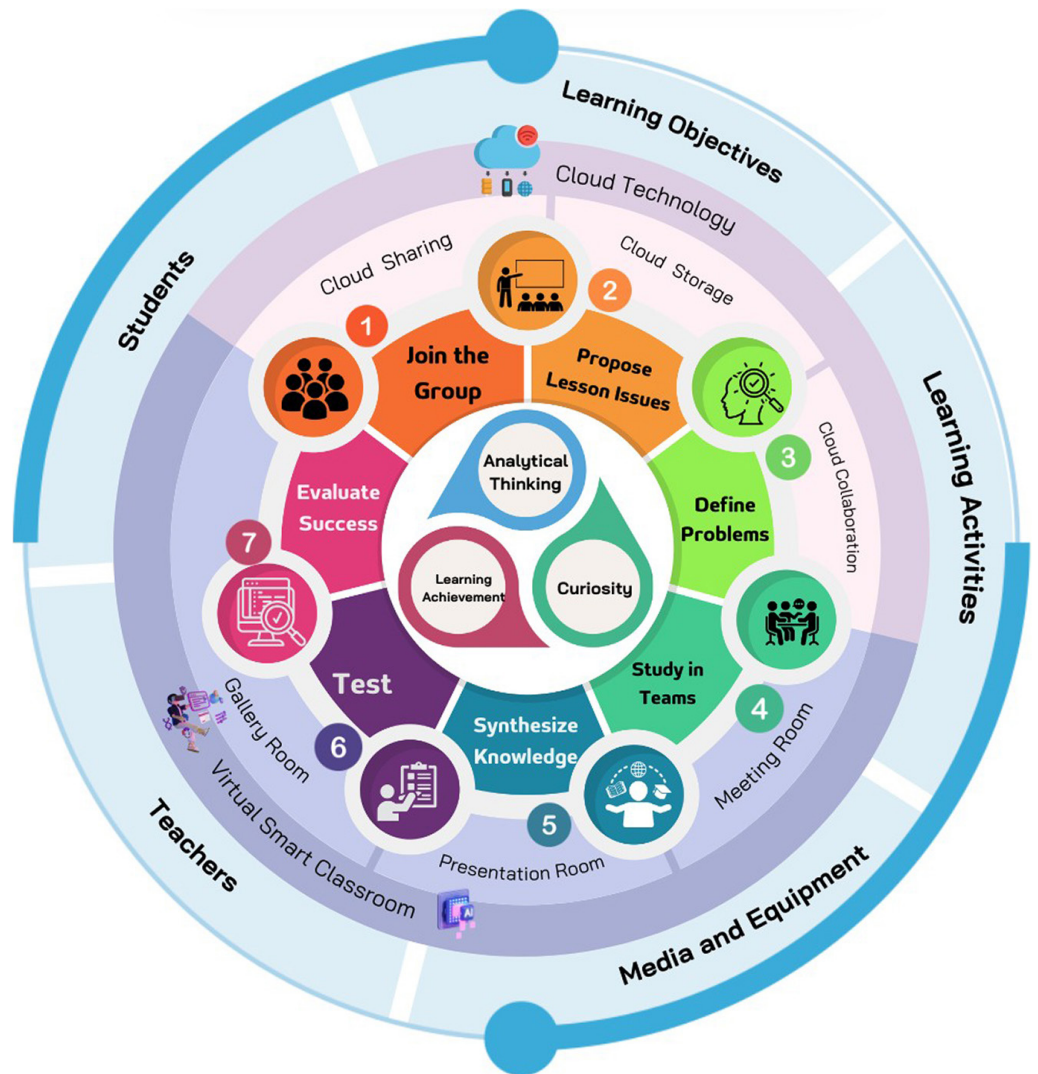 Learning Objectives
Learning Activities
Media and Equipment
Teachers
Students
Cloud Technology
Virtual Smart Classroom
AI
Cloud Sharing
Cloud Storage
Cloud Collaboration
Meeting Room
Presentation Room
Gallery Room
1
Join the
Group
2
Propose
Lesson Issues
3
Define
Problems
4
Study in
Teams
5
Synthesize
Knowledge
6
Test
7
Evaluate
Success
Analytical
Thinking
Curiosity
Learning
Achievement